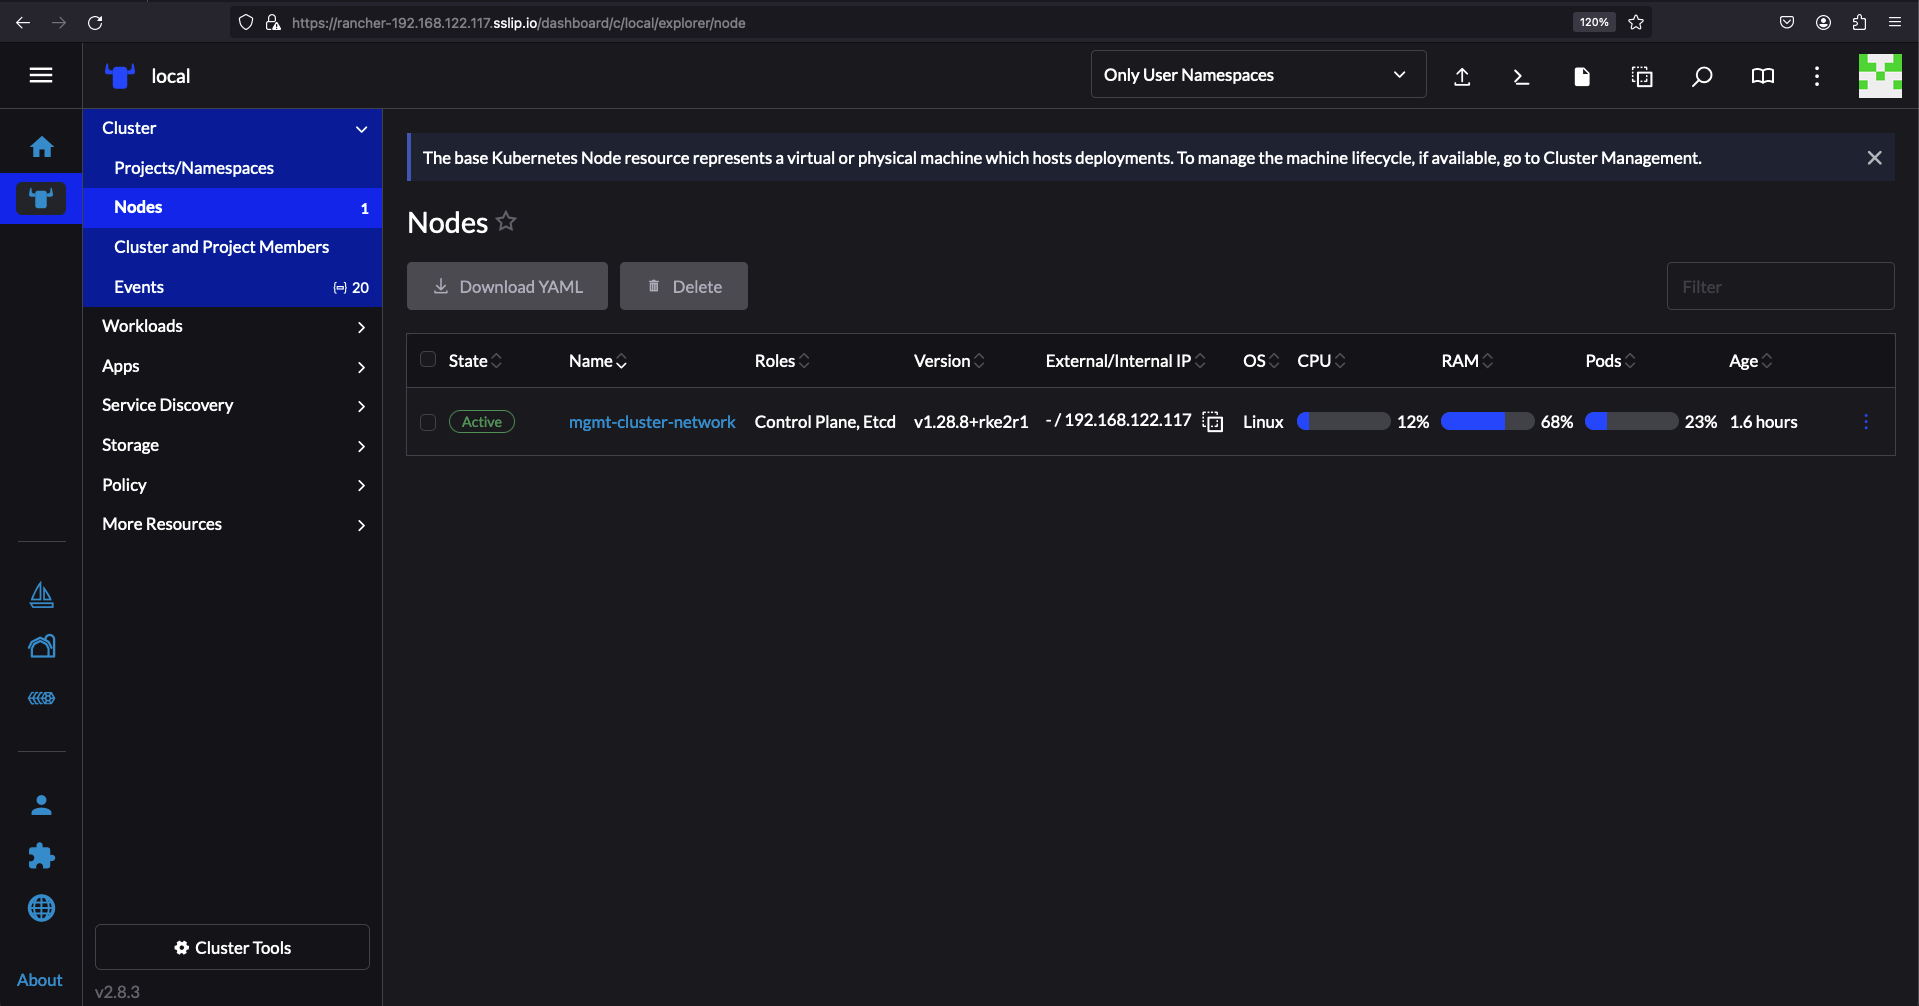 https://rancher-192.168.122.117.sslip.io/dashboard/c/local/explorer/node
120%
local
Only User Namespaces
Cluster
Projects/Namespaces
Nodes 1
Cluster and Project Members
Events 20
Workloads
Apps
Service Discovery
Storage
Policy
More Resources
Cluster Tools
About
v2.8.3
The base Kubernetes Node resource represents a virtual or physical machine which hosts deployments. To manage the machine lifecycle, if available, go to Cluster Management.
Nodes
Download YAML Delete Filter
State Name Roles Version External/Internal IP OS CPU RAM Pods Age
Active mgmt-cluster-network Control Plane, Etcd v1.28.8+rke2r1 - / 192.168.122.117 Linux 12% 68% 23% 1.6 hours